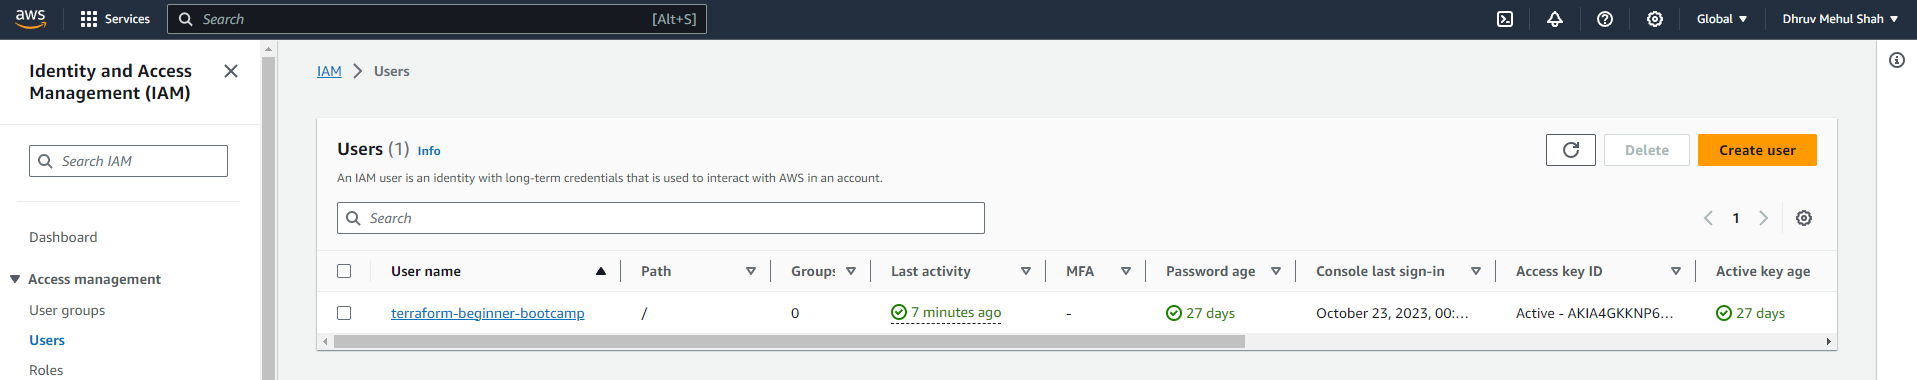 aws Services Search [Alt+S] Global Dhruv Mehul Shah
Identity and Access
Management (IAM)
Search IAM
Dashboard
Access management
User groups
Users
Roles
IAM Users
Users (1) Info
Delete
Create user
An IAM user is an identity with long-term credentials that is used to interact with AWS in an account.
Search
1
User name Path Groups Last activity MFA Password age Console last sign-in Access key ID Active key age
terraform-beginner-bootcamp / 0 7 minutes ago - 27 days October 23, 2023, 00:... Active - AKIA4GKKNP6... 27 days